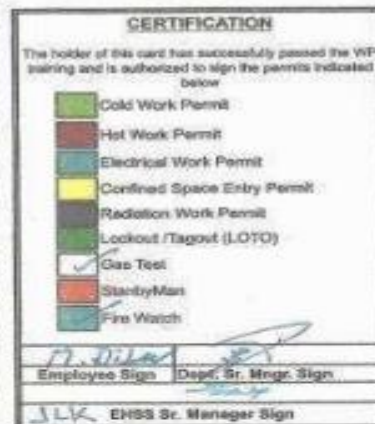 CERTIFICATION
The holder of this card has successfully passed the WP
training and is authorized to sign the permits indicated
below
Cold Work Permit
Hot Work Permit
Electrical Work Permit
Confined Space Entry Permit
Radiation Work Permit
Lockout /Tagout (LOTO)
Gas Test
StanbyMan
Fire Watch
Employee Sign Dept. Sr. Mngr. Sign
JLK EHSS Sr. Manager Sign